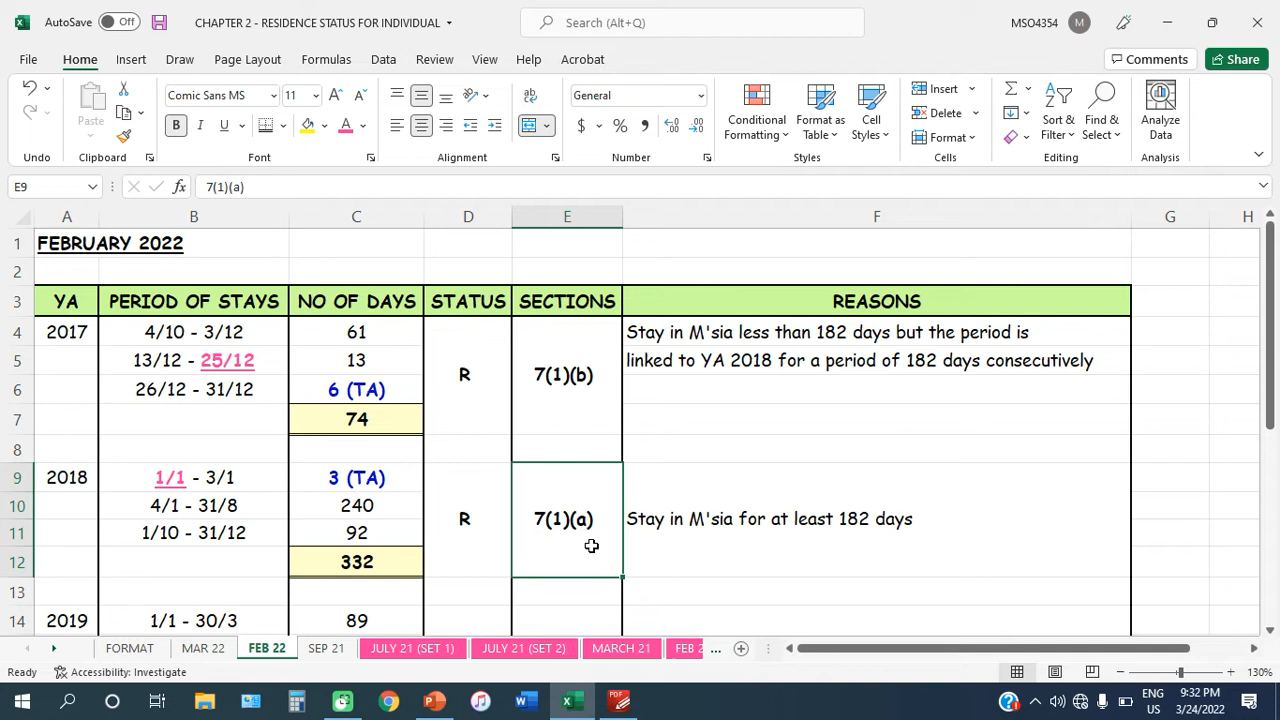 AutoSave Off CHAPTER 2 - RESIDENCE STATUS FOR INDIVIDUAL Search (Alt+Q) MSO4354 M
File Home Insert Draw Page Layout Formulas Data Review View Help Acrobat Comments Share
Paste Comic Sans MS 11 General Conditional Formatting Format as Table Cell Styles Insert Delete Format Sort & Filter Find & Select Analyze Data
Undo Clipboard Font Alignment Number Styles Cells Editing Analysis
E9 7(1)(a)
A B C D E F G H
1 FEBRUARY 2022
2
3 YA PERIOD OF STAYS NO OF DAYS STATUS SECTIONS REASONS
4 2017 4/10 - 3/12 61 Stay in M'sia less than 182 days but the period is
5 13/12 - 25/12 13 R 7(1)(b) linked to YA 2018 for a period of 182 days consecutively
6 26/12 - 31/12 6 (TA)
7 74
8
9 2018 1/1 - 3/1 3 (TA)
10 4/1 - 31/8 240 R 7(1)(a) Stay in M'sia for at least 182 days
11 1/10 - 31/12 92
12 332
13
14 2019 1/1 - 30/3 89
FORMAT MAR 22 FEB 22 SEP 21 JULY 21 (SET 1) JULY 21 (SET 2) MARCH 21 FEB 2 ...
Ready Accessibility: Investigate 130%
ENG US 9:32 PM 3/24/2022